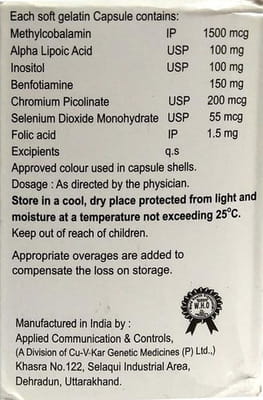 Each soft gelatin Capsule contains:
Methylcobalamin IP 1500 mcg
Alpha Lipoic Acid USP 100 mg
Inositol USP 100 mg
Benfotiamine 150 mg
Chromium Picolinate USP 200 mcg
Selenium Dioxide Monohydrate USP 55 mcg
Folic acid IP 1.5 mg
Excipients q.s
Approved colour used in capsule shells.
Dosage : As directed by the physician.
Store in a cool, dry place protected from light and
moisture at a temperature not exceeding 25°C.
Keep out of reach of children.
Appropriate overages are added to
compensate the loss on storage.
W.H.O
Manufactured in India by :
Applied Communication & Controls,
(A Division of Cu-V-Kar Genetic Medicines (P) Ltd.,)
Khasra No.122, Selaqui Industrial Area,
Dehradun, Uttarakhand.